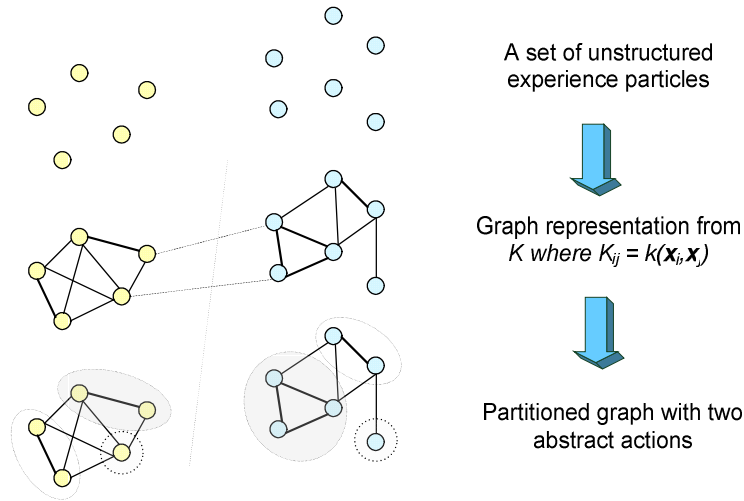 A set of unstructured
experience particles
Graph representation from
K where Kij = k(xi,xj)
Partitioned graph with two
abstract actions